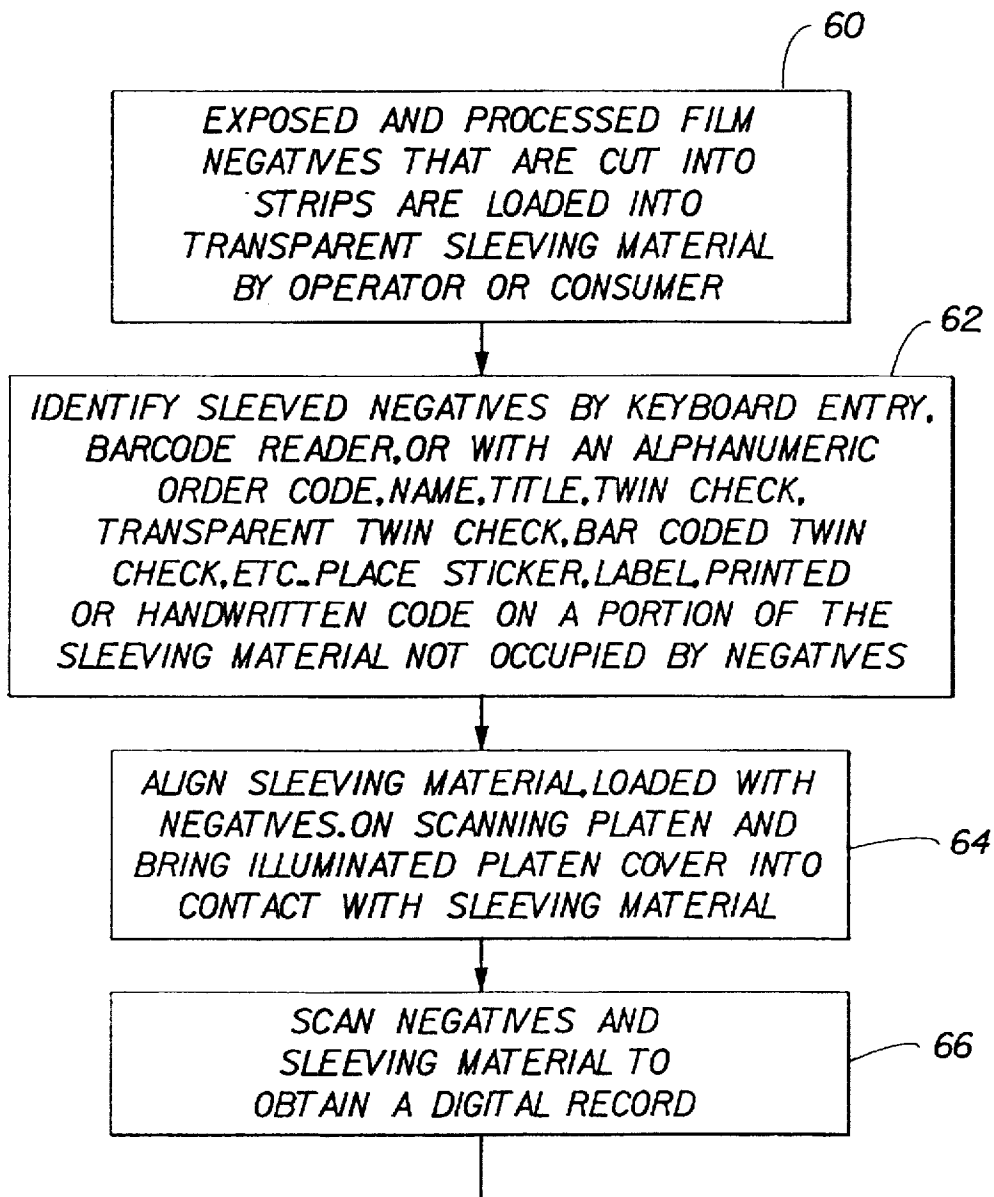 60
EXPOSED AND PROCESSED FILM
NEGATIVES THAT ARE CUT INTO
STRIPS ARE LOADED INTO
TRANSPARENT SLEEVING MATERIAL
BY OPERATOR OR CONSUMER
62
IDENTIFY SLEEVED NEGATIVES BY KEYBOARD ENTRY,
BARCODE READER, OR WITH AN ALPHANUMERIC
ORDER CODE, NAME, TITLE, TWIN CHECK,
TRANSPARENT TWIN CHECK, BAR CODED TWIN
CHECK, ETC.. PLACE STICKER, LABEL, PRINTED
OR HANDWRITTEN CODE ON A PORTION OF THE
SLEEVING MATERIAL NOT OCCUPIED BY NEGATIVES
ALIGN SLEEVING MATERIAL, LOADED WITH
NEGATIVES. ON SCANNING PLATEN AND
BRING ILLUMINATED PLATEN COVER INTO
CONTACT WITH SLEEVING MATERIAL
64
SCAN NEGATIVES AND
SLEEVING MATERIAL TO
OBTAIN A DIGITAL RECORD
66